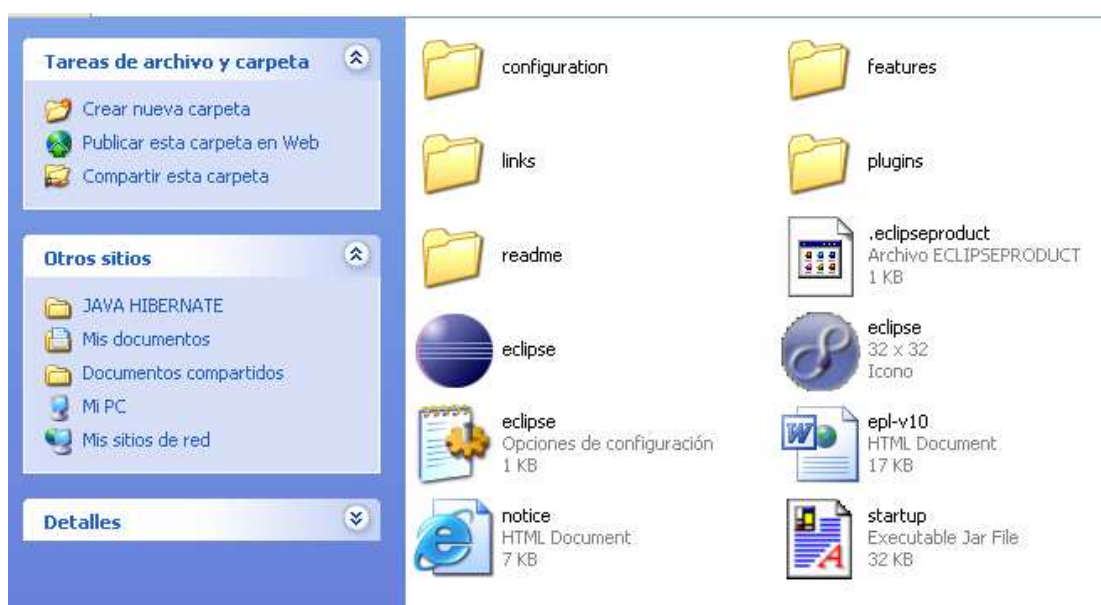 Tareas de archivo y carpeta
Crear nueva carpeta
Publicar esta carpeta en Web
Compartir esta carpeta
Otros sitios
JAVA HIBERNATE
Mis documentos
Documentos compartidos
Mi PC
Mis sitios de red
Detalles
configuration
features
links
plugins
readme
.eclipseproduct
Archivo ECLIPSEPRODUCT
1 KB
eclipse
eclipse
32 x 32
Icono
eclipse
Opciones de configuración
1 KB
epl-v10
HTML Document
17 KB
notice
HTML Document
7 KB
startup
Executable Jar File
32 KB